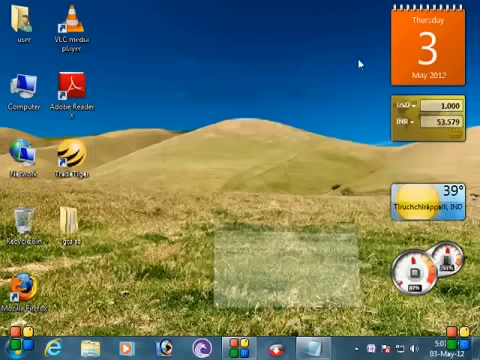 user
VLC media
player
Computer
Adobe Reader
X
Network
TradeTiger
Recycle Bin
Mozilla Firefox
Thursday
3
May 2012
USD
1.000
INR
53.579
39°
Tiruchchirappalli, IND
03-May-12